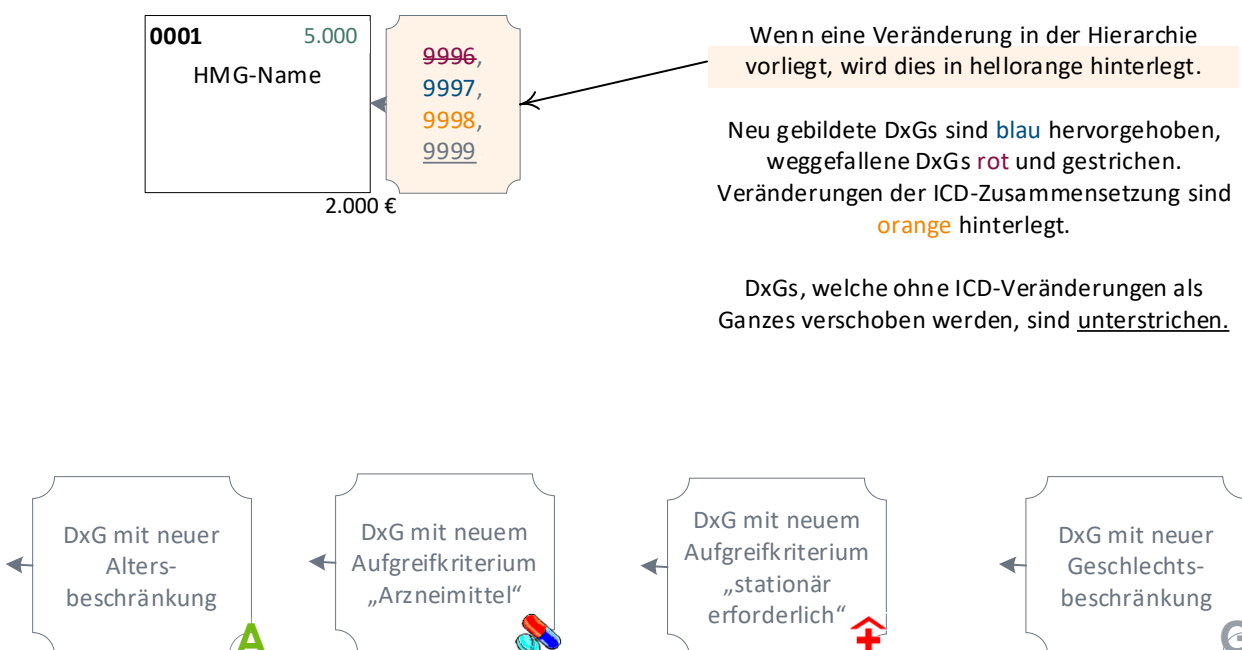 0001 5.000
HMG-Name
2.000 €
9996,
9997,
9998,
9999
Wenn eine Veränderung in der Hierarchie
vorliegt, wird dies in hellorange hinterlegt.
Neu gebildete DxGs sind blau hervorgehoben,
weggefallene DxGs rot und gestrichen.
Veränderungen der ICD-Zusammensetzung sind
orange hinterlegt.
DxGs, welche ohne ICD-Veränderungen als
Ganzes verschoben werden, sind unterstrichen.
DxG mit neuer
Alters-
beschränkung
A
DxG mit neuem
Aufgreifkriterium
„Arzneimittel“
DxG mit neuem
Aufgreifkriterium
„stationär
erforderlich“
DxG mit neuer
Geschlechts-
beschränkung